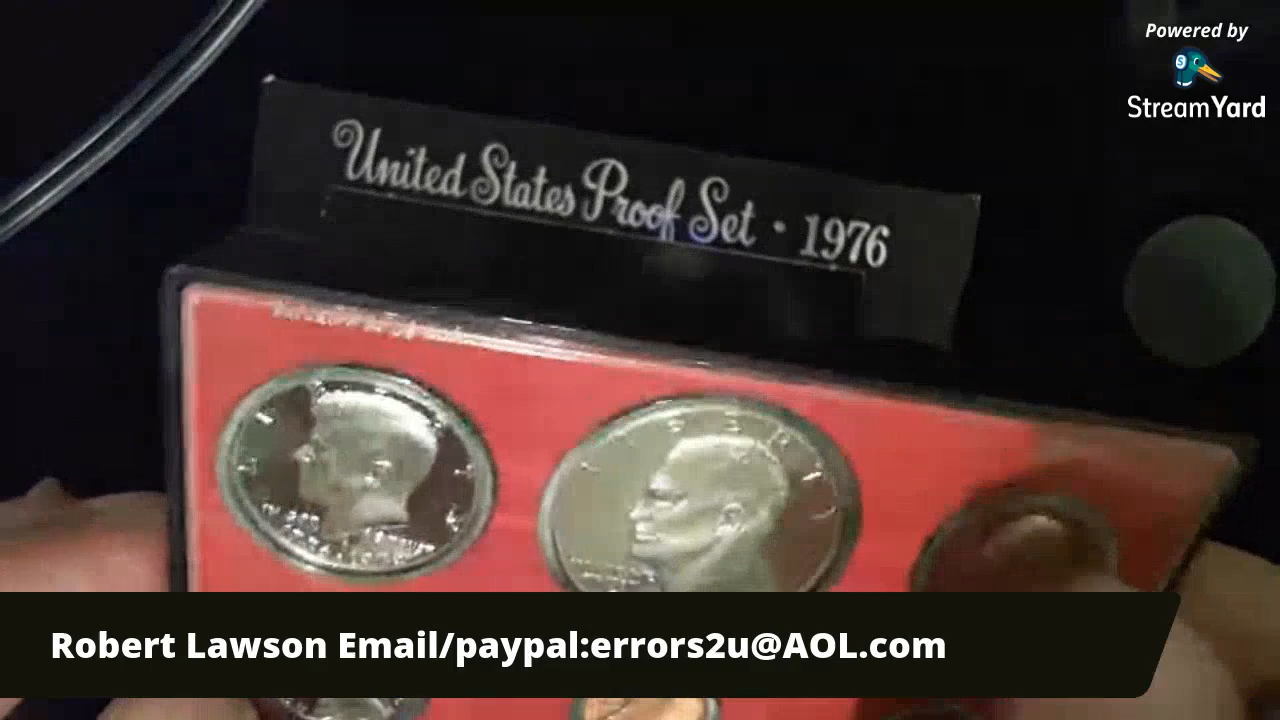 Powered by
StreamYard
United States Proof Set · 1976
Robert Lawson Email/paypal:errors2u@AOL.com